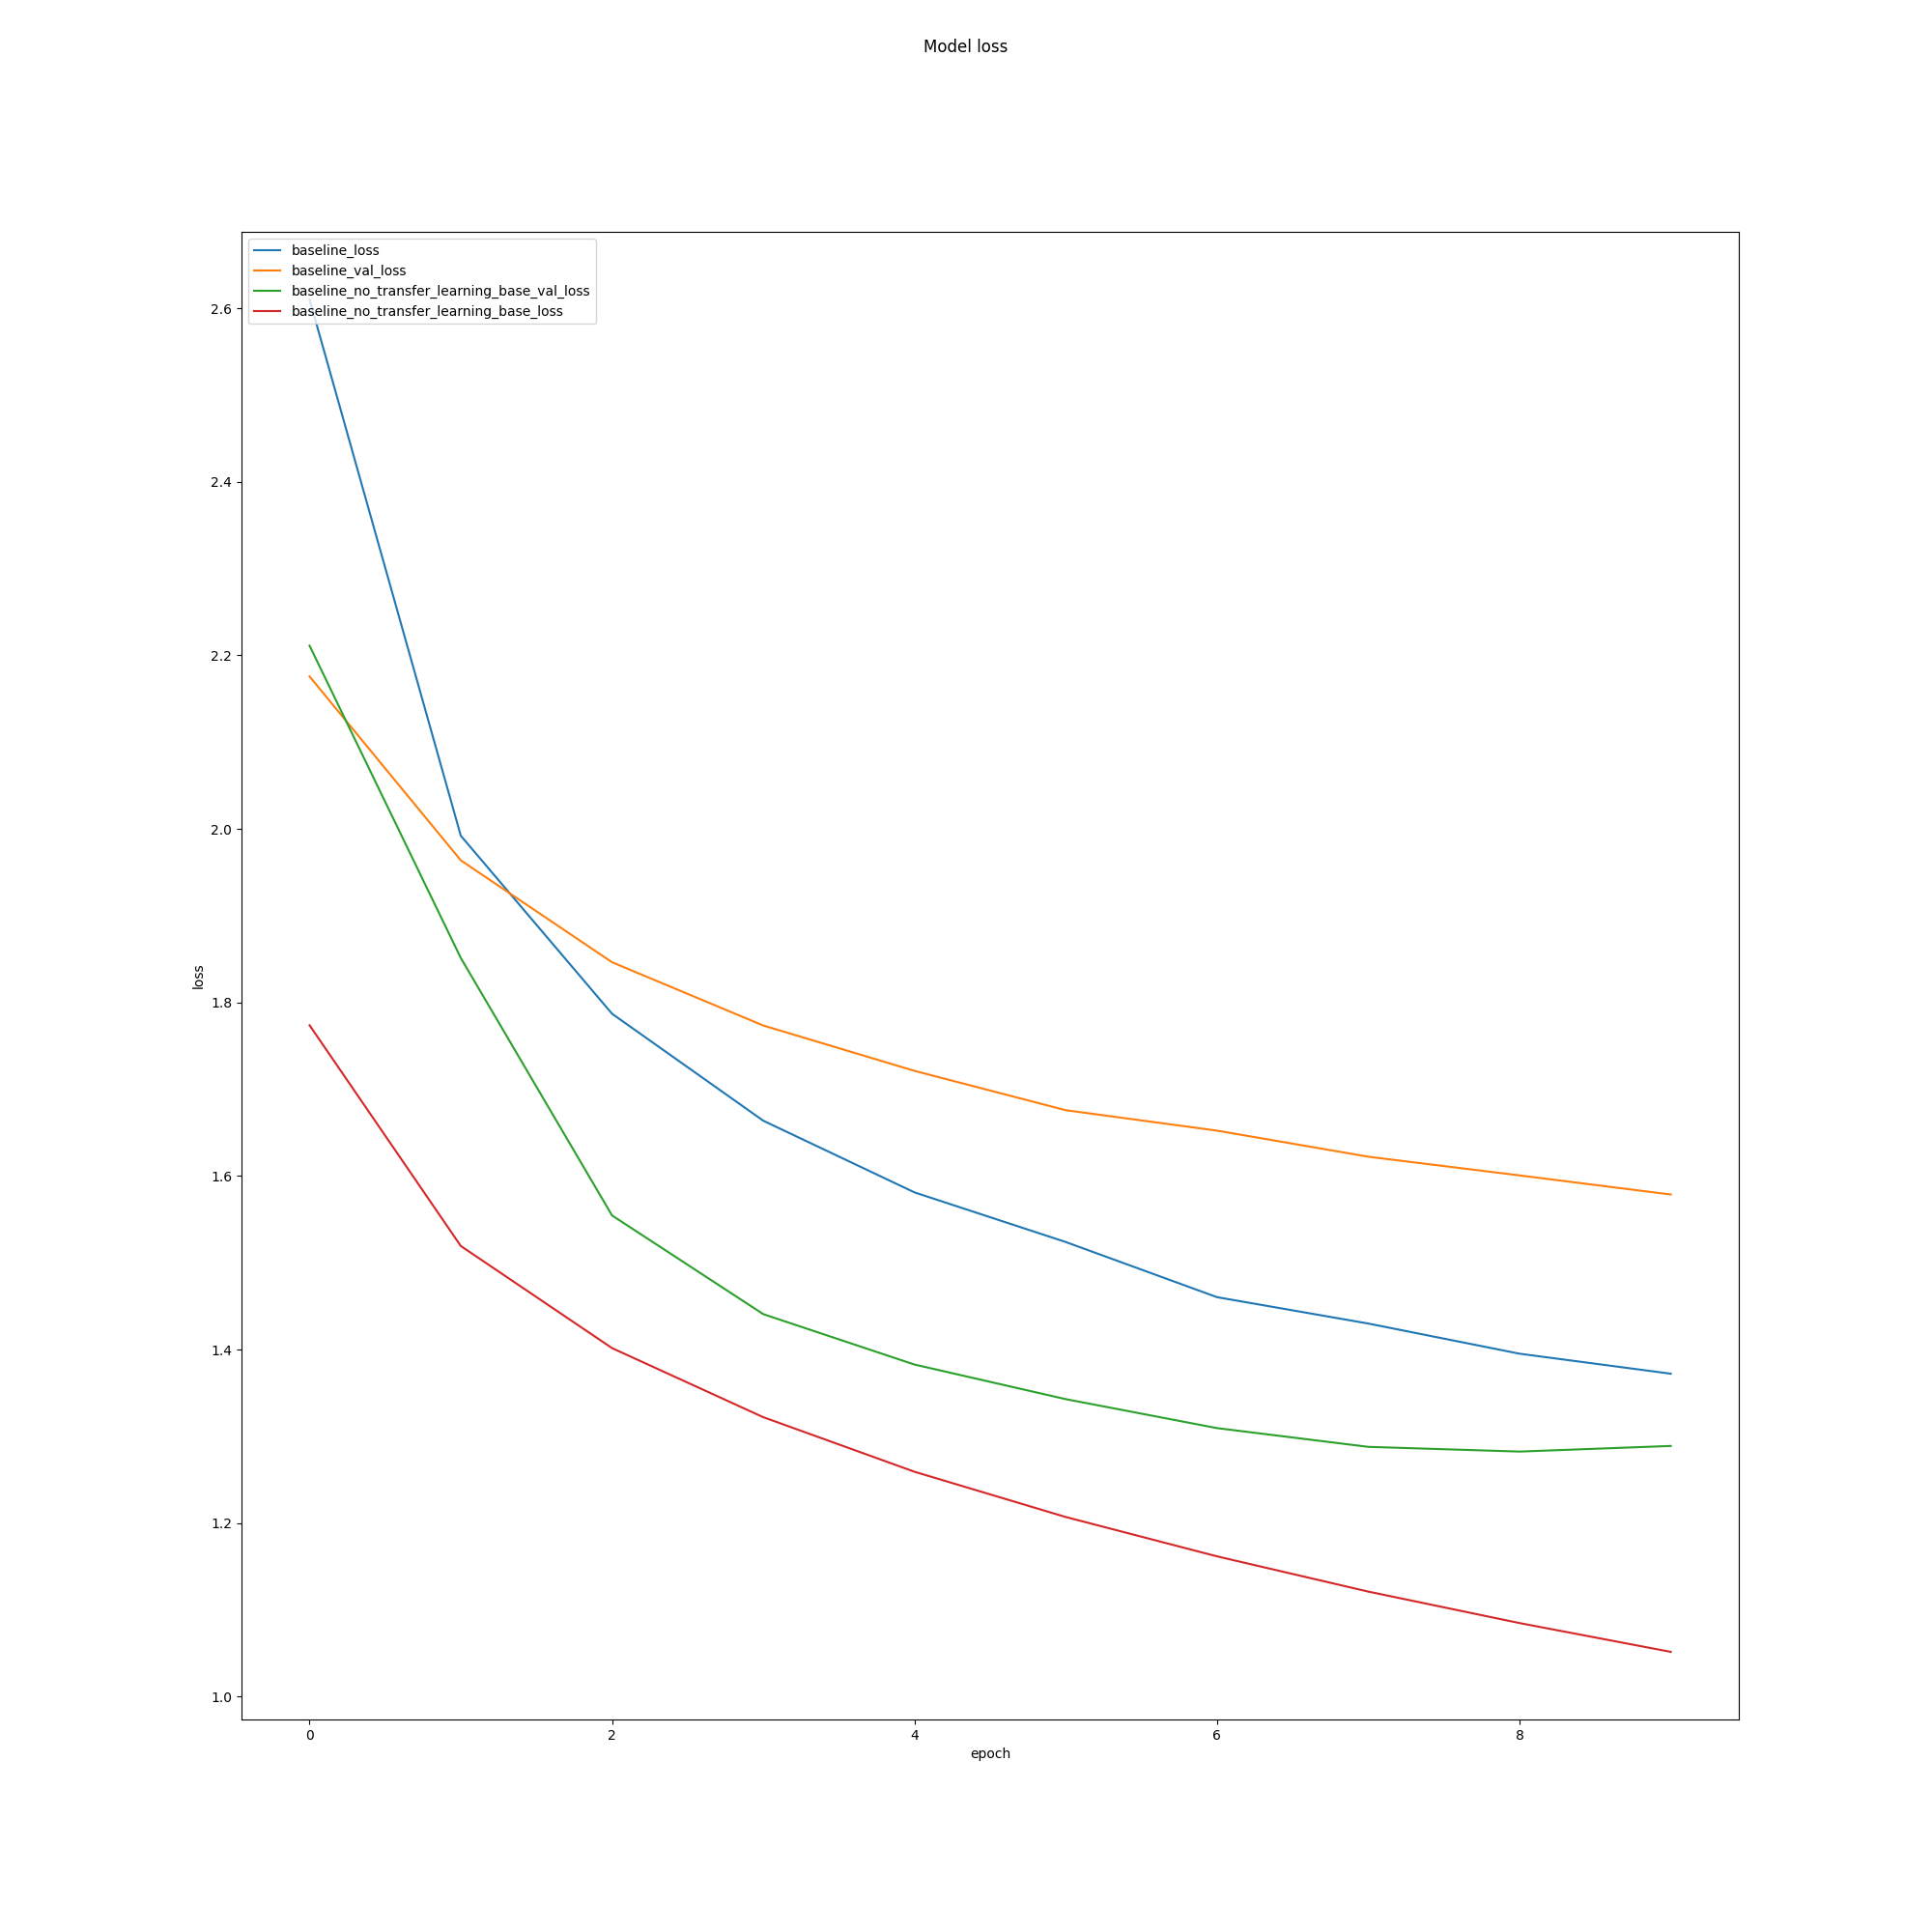 Model loss
baseline_loss
baseline_val_loss
baseline_no_transfer_learning_base_val_loss
baseline_no_transfer_learning_base_loss
2.6
2.4
2.2
2.0
1.8
1.6
1.4
1.2
1.0
loss
0 2 4 6 8
epoch